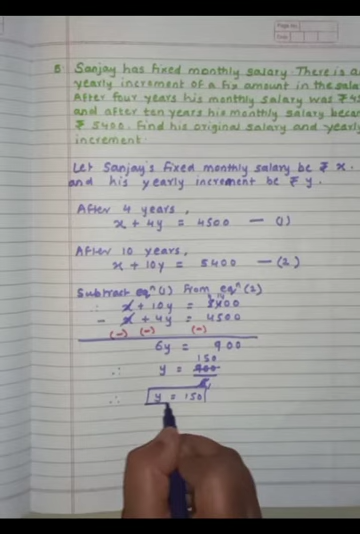 Page No.
Date
5. Sanjay has fixed monthly salary. There is a
yearly increment of a fix amount in the sala
After four years his monthly salary was ₹ 45
and after ten years his monthly salary becam
₹ 5400. Find his original salary and yearly
increment.
Let Sanjay's fixed monthly salary be ₹ x.
and his yearly increment be ₹ y.
After 4 years,
x + 4y = 4500 — (1)
After 10 years,
x + 10y = 5400 — (2)
Subtract eqⁿ (1) from eqⁿ (2)
∴ x + 10y = 5400
- x + 4y = 4500
(-) (-) (-)
6y = 900
150
∴ y = 900
6
∴ y = 150